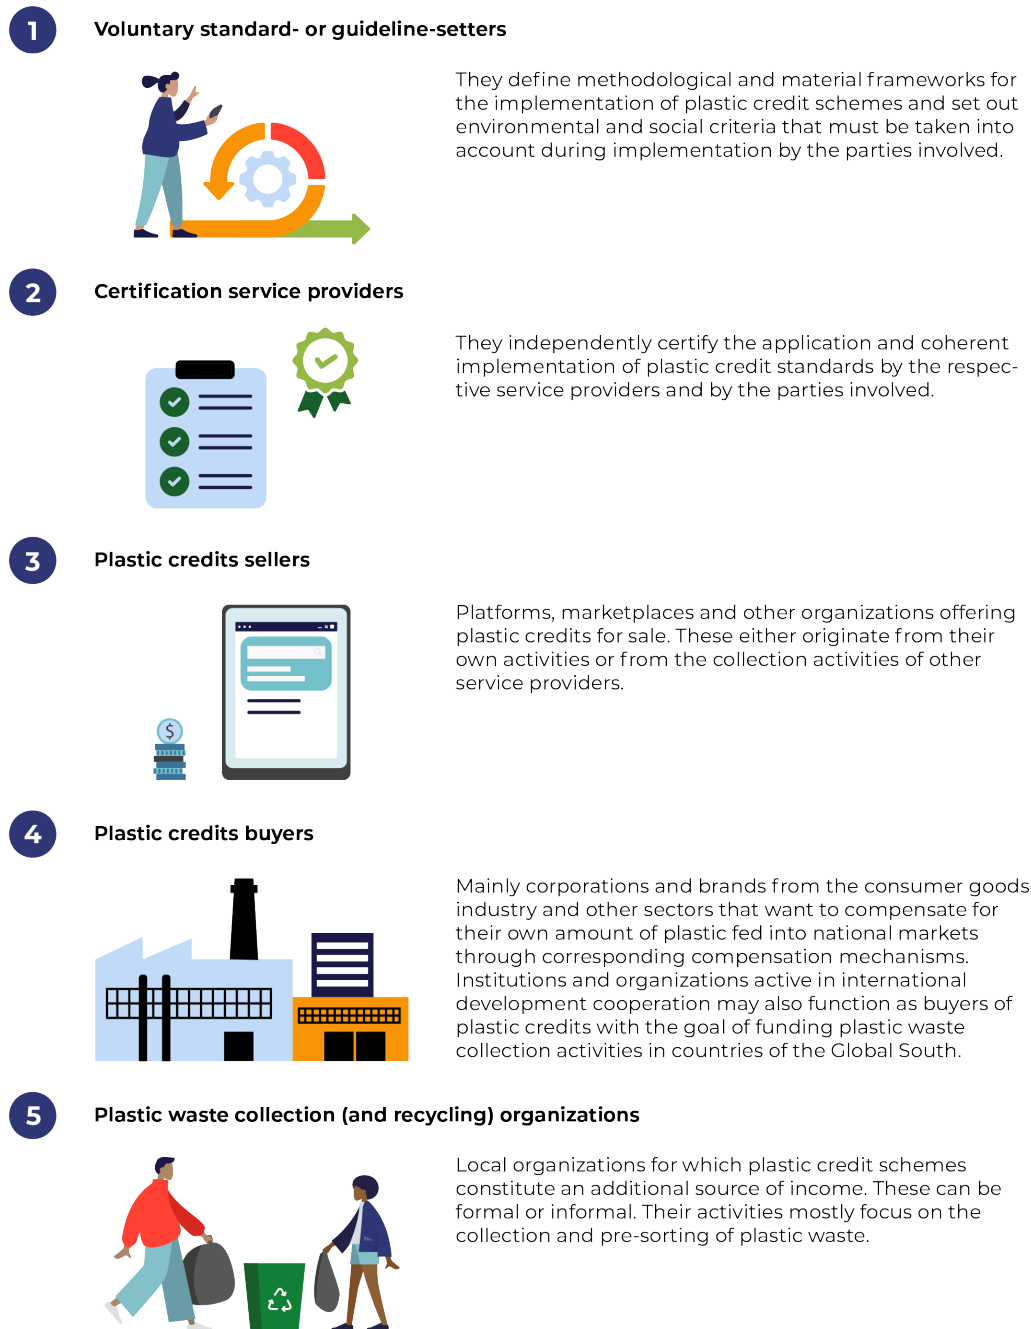 1
Voluntary standard- or guideline-setters
They define methodological and material frameworks for
the implementation of plastic credit schemes and set out
environmental and social criteria that must be taken into
account during implementation by the parties involved.
2
Certification service providers
They independently certify the application and coherent
implementation of plastic credit standards by the respec-
tive service providers and by the parties involved.
3
Plastic credits sellers
Platforms, marketplaces and other organizations offering
plastic credits for sale. These either originate from their
own activities or from the collection activities of other
service providers.
$
4
Plastic credits buyers
Mainly corporations and brands from the consumer goods
industry and other sectors that want to compensate for
their own amount of plastic fed into national markets
through corresponding compensation mechanisms.
Institutions and organizations active in international
development cooperation may also function as buyers of
plastic credits with the goal of funding plastic waste
collection activities in countries of the Global South.
5
Plastic waste collection (and recycling) organizations
Local organizations for which plastic credit schemes
constitute an additional source of income. These can be
formal or informal. Their activities mostly focus on the
collection and pre-sorting of plastic waste.